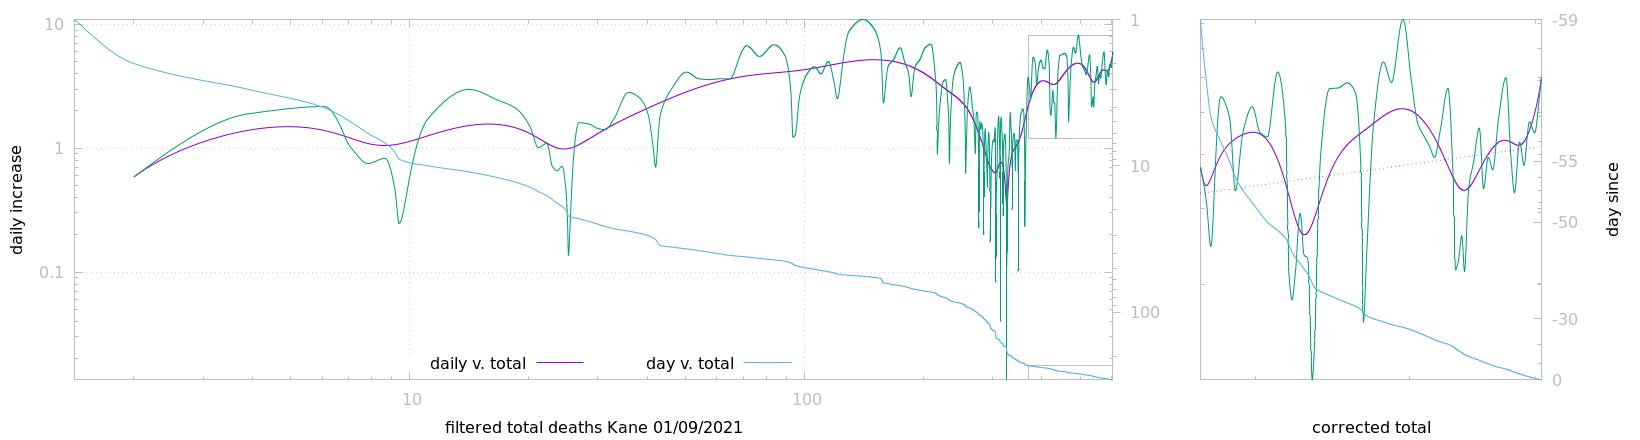 10
1
0.1
daily increase
daily v. total
day v. total
10
100
filtered total deaths Kane 01/09/2021
1
10
100
-59
-55
-50
-30
0
day since
corrected total